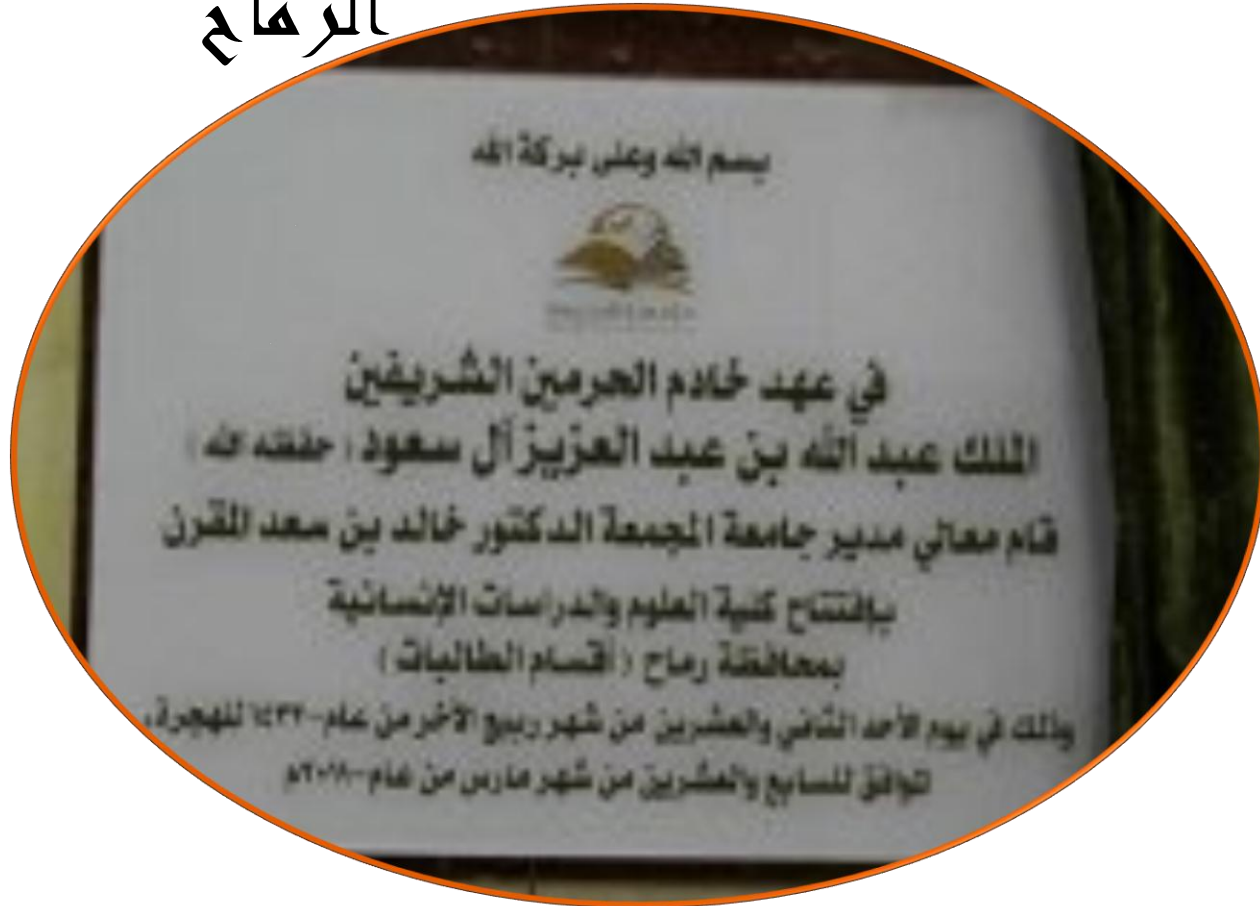 الرماح
بسم الله وعلى بركة الله
في عهد خادم الحرمين الشريفين
الملك عبد الله بن عبد العزيز آل سعود ( حفظه الله )
قام معالي مدير جامعة المجمعة الدكتور خالد بن سعد المقرن
بإفتتاح كلية العلوم والدراسات الإنسانية
بمحافظة رماح ( أقسام الطالبات )
وذلك في يوم الأحد الثاني والعشرين من شهر ربيع الآخر من عام للهجرة ،
الموافق للسابع والعشرين من شهر مارس من عام